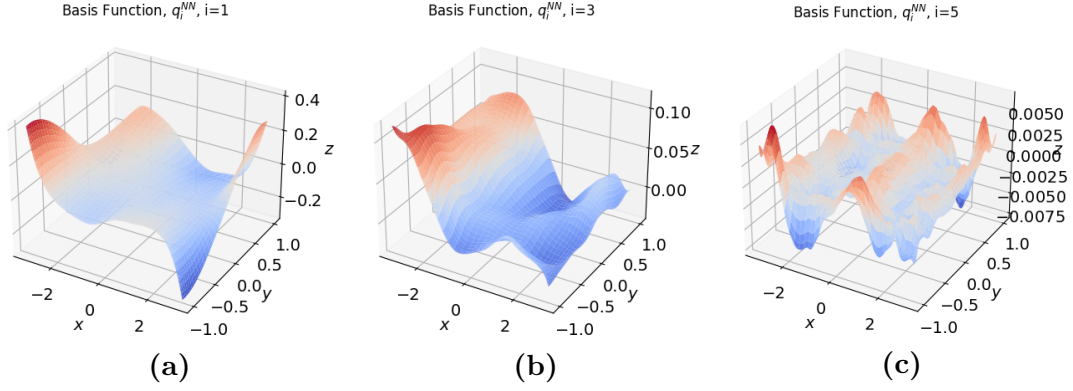 Basis Function, q_i^{NN}, i=1
0.4
0.2
0.0
−0.2
z
−2
0
2
x
1.0
0.5
0.0
−0.5
−1.0
y
(a)
Basis Function, q_i^{NN}, i=3
0.10
0.05
0.00
z
−2
0
2
x
1.0
0.5
0.0
−0.5
−1.0
y
(b)
Basis Function, q_i^{NN}, i=5
0.0050
0.0025
0.0000
−0.0025
−0.0050
−0.0075
z
−2
0
2
x
1.0
0.5
0.0
−0.5
−1.0
y
(c)